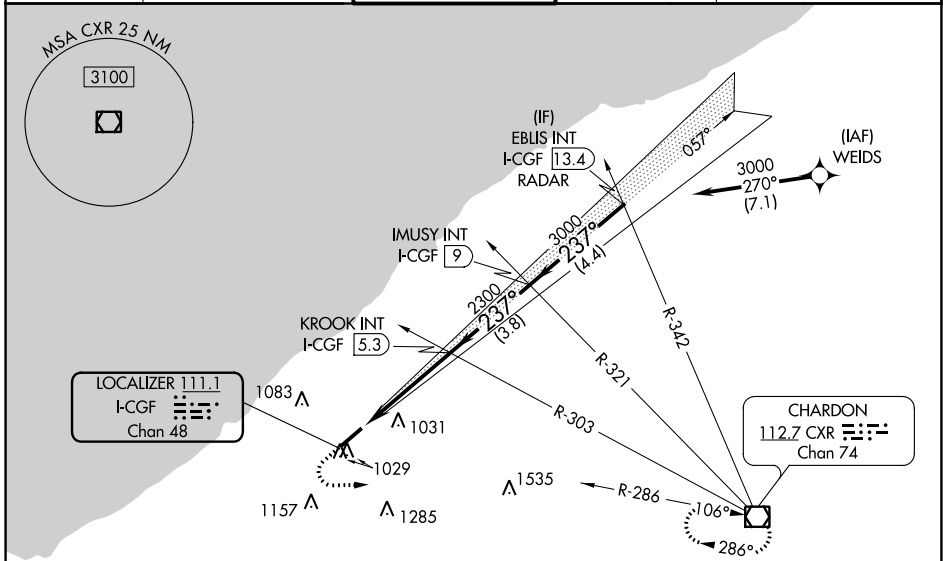 MSA CXR 25 NM
3100
(IF)
EBLIS INT
I-CGF 13.4
RADAR
057°
(IAF)
WEIDS
3000
270°
(7.1)
IMUSY INT
I-CGF 9
3000
237°
(4.4)
2300
237°
(3.8)
KROOK INT
I-CGF 5.3
R-342
R-321
R-303
LOCALIZER 111.1
I-CGF
Chan 48
1083
1031
1029
CHARDON
112.7 CXR
Chan 74
1157
1285
1535
R-286
106°
286°